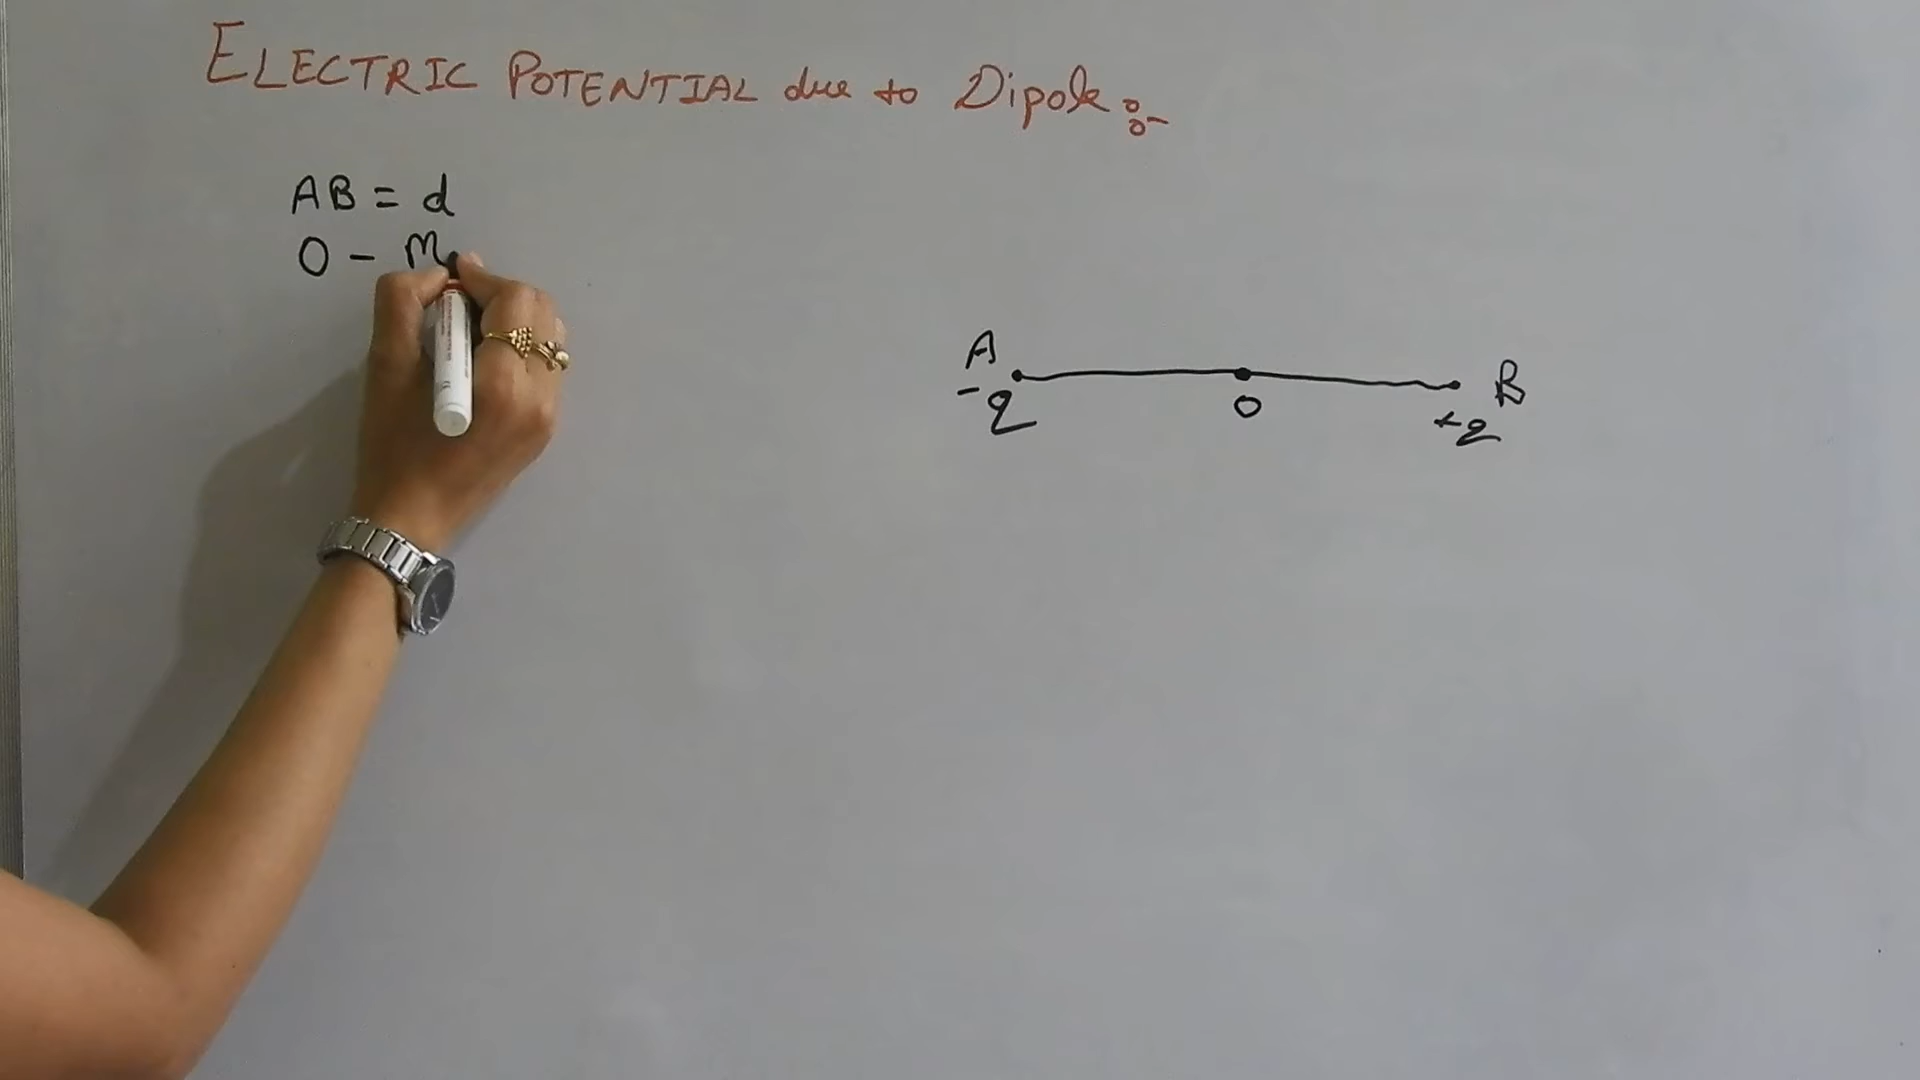 ELECTRIC POTENTIAL due to Dipole :-
AB = d
O - M
A
B
-q
O
+q